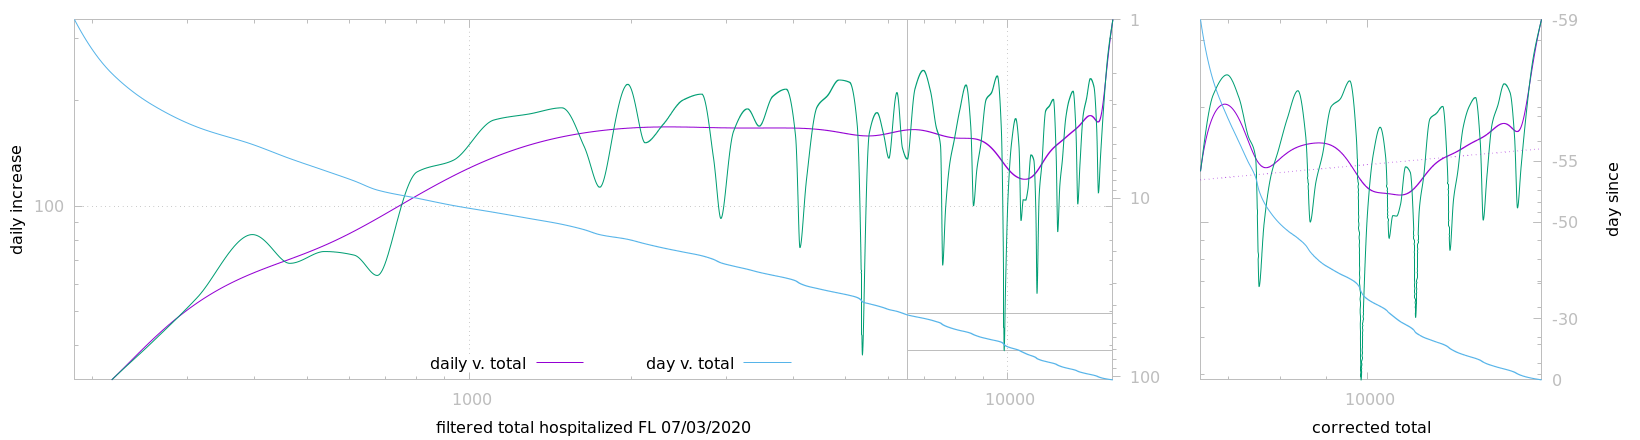 daily increase
100
1
10
100
daily v. total
day v. total
1000
10000
filtered total hospitalized FL 07/03/2020
-59
-55
-50
-30
0
day since
10000
corrected total